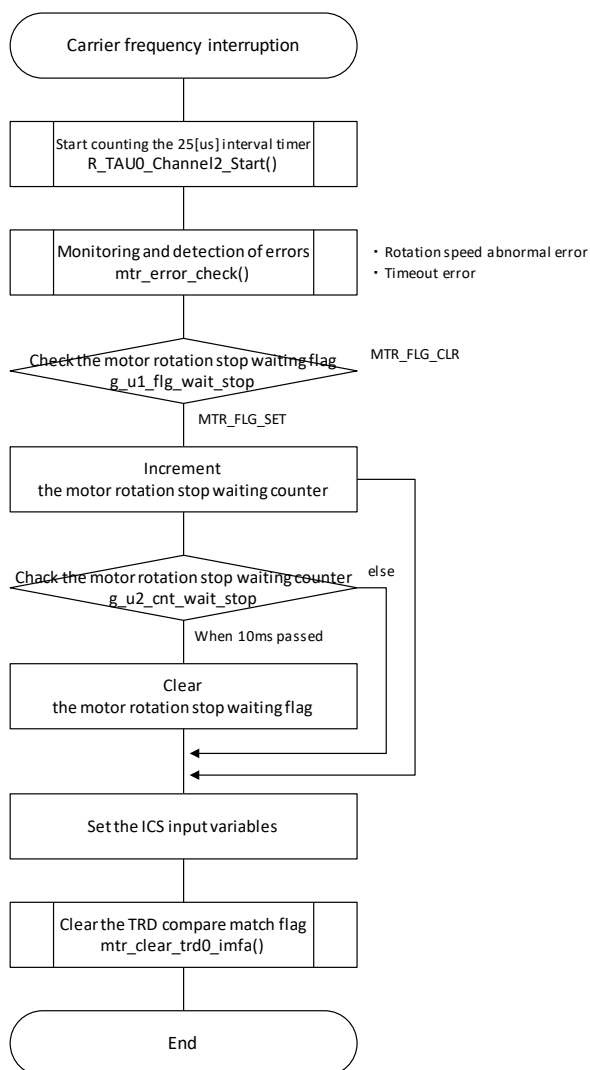 Carrier frequency interruption
Start counting the 25[us] interval timer
R_TAU0_Channel2_Start()
Monitoring and detection of errors
mtr_error_check()
・Rotation speed abnormal error
・Timeout error
Check the motor rotation stop waiting flag
g_u1_flg_wait_stop
MTR_FLG_CLR
MTR_FLG_SET
Increment
the motor rotation stop waiting counter
Chack the motor rotation stop waiting counter
g_u2_cnt_wait_stop
else
When 10ms passed
Clear
the motor rotation stop waiting flag
Set the ICS input variables
Clear the TRD compare match flag
mtr_clear_trd0_imfa()
End